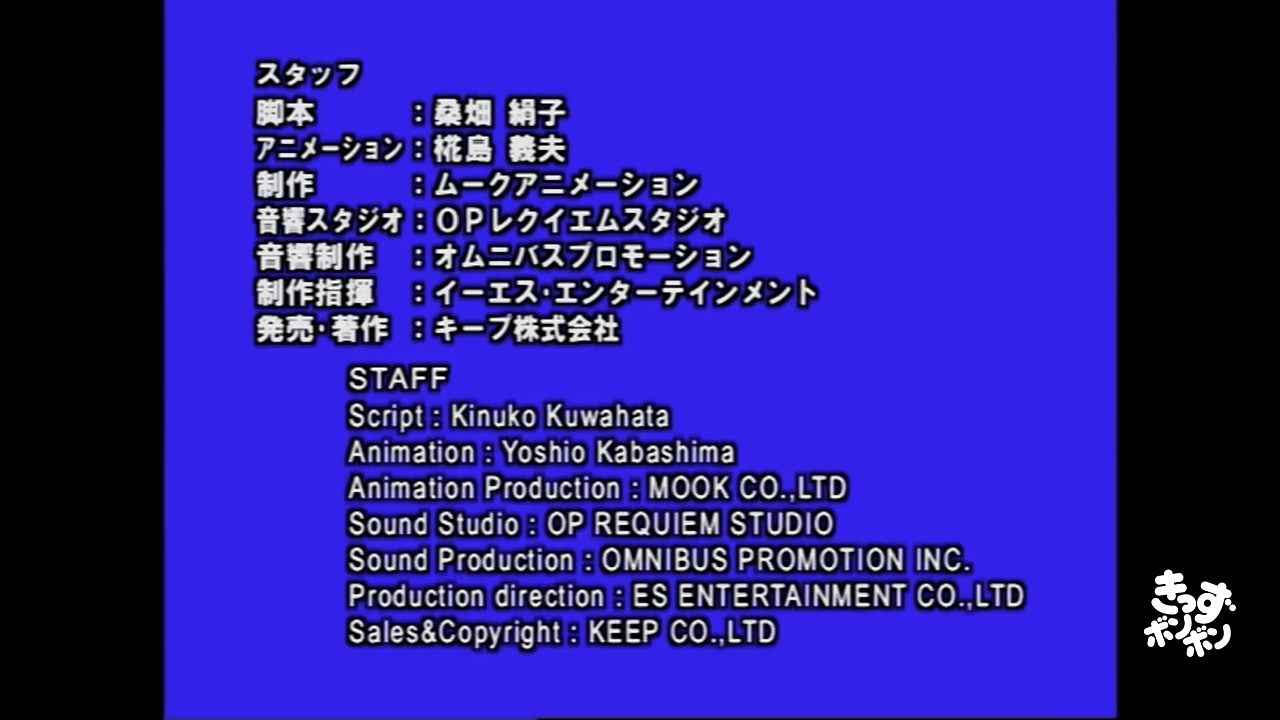 スタッフ
脚本 : 桑畑 絹子
アニメーション : 椛島 義夫
制作 : ムークアニメーション
音響スタジオ : OPレクイエムスタジオ
音響制作 : オムニバスプロモーション
制作指揮 : イーエス･エンターテインメント
発売･著作 : キープ株式会社
STAFF
Script : Kinuko Kuwahata
Animation : Yoshio Kabashima
Animation Production : MOOK CO.,LTD
Sound Studio : OP REQUIEM STUDIO
Sound Production : OMNIBUS PROMOTION INC.
Production direction : ES ENTERTAINMENT CO.,LTD
Sales&Copyright : KEEP CO.,LTD
きっず
ボンボン